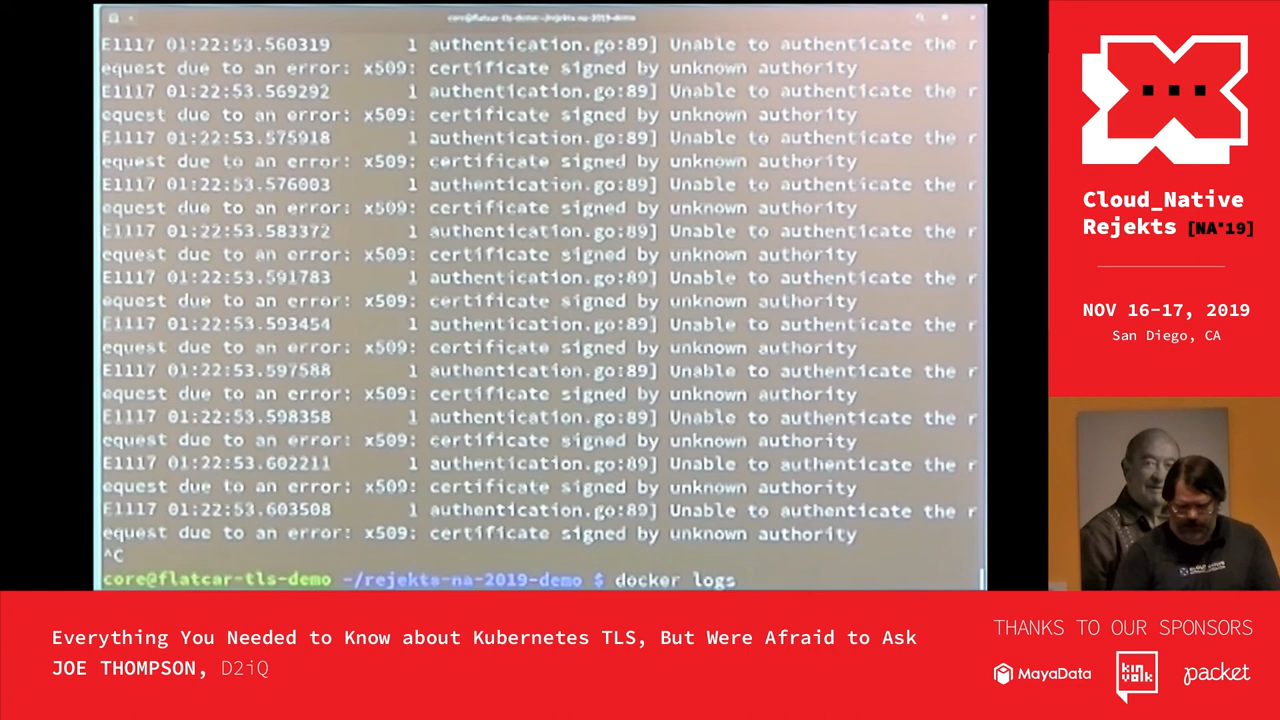 core@flatcar-tls-demo:~/rejekts-na-2019-demo
E1117 01:22:53.560319 1 authentication.go:89] Unable to authenticate the r
equest due to an error: x509: certificate signed by unknown authority
E1117 01:22:53.569292 1 authentication.go:89] Unable to authenticate the r
equest due to an error: x509: certificate signed by unknown authority
E1117 01:22:53.575918 1 authentication.go:89] Unable to authenticate the r
equest due to an error: x509: certificate signed by unknown authority
E1117 01:22:53.576003 1 authentication.go:89] Unable to authenticate the r
equest due to an error: x509: certificate signed by unknown authority
E1117 01:22:53.583372 1 authentication.go:89] Unable to authenticate the r
equest due to an error: x509: certificate signed by unknown authority
E1117 01:22:53.591783 1 authentication.go:89] Unable to authenticate the r
equest due to an error: x509: certificate signed by unknown authority
E1117 01:22:53.593454 1 authentication.go:89] Unable to authenticate the r
equest due to an error: x509: certificate signed by unknown authority
E1117 01:22:53.597588 1 authentication.go:89] Unable to authenticate the r
equest due to an error: x509: certificate signed by unknown authority
E1117 01:22:53.598358 1 authentication.go:89] Unable to authenticate the r
equest due to an error: x509: certificate signed by unknown authority
E1117 01:22:53.602211 1 authentication.go:89] Unable to authenticate the r
equest due to an error: x509: certificate signed by unknown authority
E1117 01:22:53.603508 1 authentication.go:89] Unable to authenticate the r
equest due to an error: x509: certificate signed by unknown authority
^C
core@flatcar-tls-demo ~/rejekts-na-2019-demo $ docker logs
Cloud_Native
Rejekts [NA'19]
NOV 16-17, 2019
San Diego, CA
Everything You Needed to Know about Kubernetes TLS, But Were Afraid to Ask
JOE THOMPSON, D2iQ
THANKS TO OUR SPONSORS
MayaData
kinvolk
packet